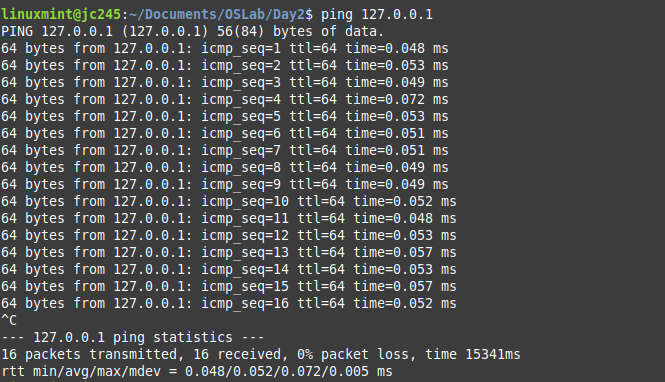 linuxmint@jc245:~/Documents/OSLab/Day2$ ping 127.0.0.1
PING 127.0.0.1 (127.0.0.1) 56(84) bytes of data.
64 bytes from 127.0.0.1: icmp_seq=1 ttl=64 time=0.048 ms
64 bytes from 127.0.0.1: icmp_seq=2 ttl=64 time=0.053 ms
64 bytes from 127.0.0.1: icmp_seq=3 ttl=64 time=0.049 ms
64 bytes from 127.0.0.1: icmp_seq=4 ttl=64 time=0.072 ms
64 bytes from 127.0.0.1: icmp_seq=5 ttl=64 time=0.053 ms
64 bytes from 127.0.0.1: icmp_seq=6 ttl=64 time=0.051 ms
64 bytes from 127.0.0.1: icmp_seq=7 ttl=64 time=0.051 ms
64 bytes from 127.0.0.1: icmp_seq=8 ttl=64 time=0.049 ms
64 bytes from 127.0.0.1: icmp_seq=9 ttl=64 time=0.049 ms
64 bytes from 127.0.0.1: icmp_seq=10 ttl=64 time=0.052 ms
64 bytes from 127.0.0.1: icmp_seq=11 ttl=64 time=0.048 ms
64 bytes from 127.0.0.1: icmp_seq=12 ttl=64 time=0.053 ms
64 bytes from 127.0.0.1: icmp_seq=13 ttl=64 time=0.057 ms
64 bytes from 127.0.0.1: icmp_seq=14 ttl=64 time=0.053 ms
64 bytes from 127.0.0.1: icmp_seq=15 ttl=64 time=0.057 ms
64 bytes from 127.0.0.1: icmp_seq=16 ttl=64 time=0.052 ms
^C
--- 127.0.0.1 ping statistics ---
16 packets transmitted, 16 received, 0% packet loss, time 15341ms
rtt min/avg/max/mdev = 0.048/0.052/0.072/0.005 ms